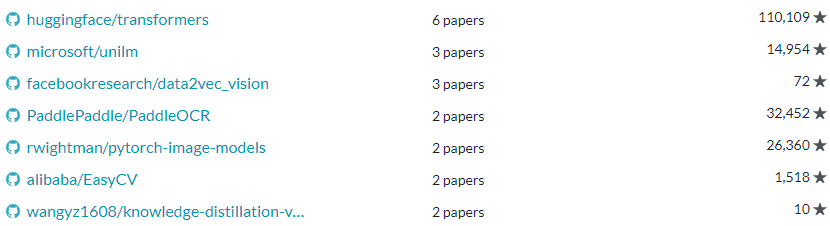 huggingface/transformers 6 papers 110,109 ★
microsoft/unilm 3 papers 14,954 ★
facebookresearch/data2vec_vision 3 papers 72 ★
PaddlePaddle/PaddleOCR 2 papers 32,452 ★
rwightman/pytorch-image-models 2 papers 26,360 ★
alibaba/EasyCV 2 papers 1,518 ★
wangyz1608/knowledge-distillation-v... 2 papers 10 ★